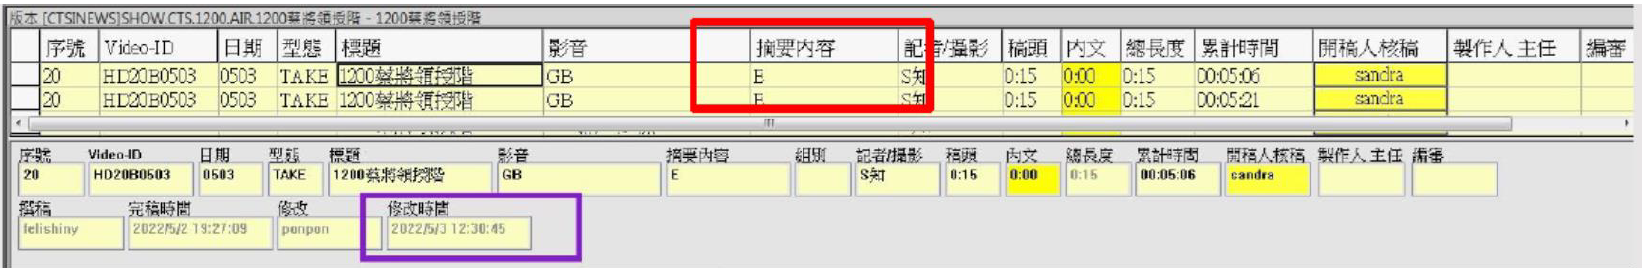 版本 [CTSINEWS]SHOW.CTS.1200.AIR.1200蔡將領授階 - 1200蔡將領授階
序號 Video-ID 日期 型態 標題 影音 摘要內容 記者/攝影 稿頭 內文 總長度 累計時間 開稿人核稿 製作人 主任 編審
20 HD20B0503 0503 TAKE 1200蔡將領授階 GB E S知 0:15 0:00 0:15 00:05:06 sandra
20 HD20B0503 0503 TAKE 1200蔡將領授階 GB E S知 0:15 0:00 0:15 00:05:21 sandra
序號 Video-ID 日期 型態 標題 影音 摘要內容 組別 記者/攝影 稿頭 內文 總長度 累計時間 開稿人核稿 製作人 主任 編審
20 HD20B0503 0503 TAKE 1200蔡將領授階 GB E S知 0:15 0:00 0:15 00:05:06 sandra
撰稿 完稿時間 修改 修改時間
felishiny 2022/5/2 19:27:09 ponpon 2022/5/3 12:30:45